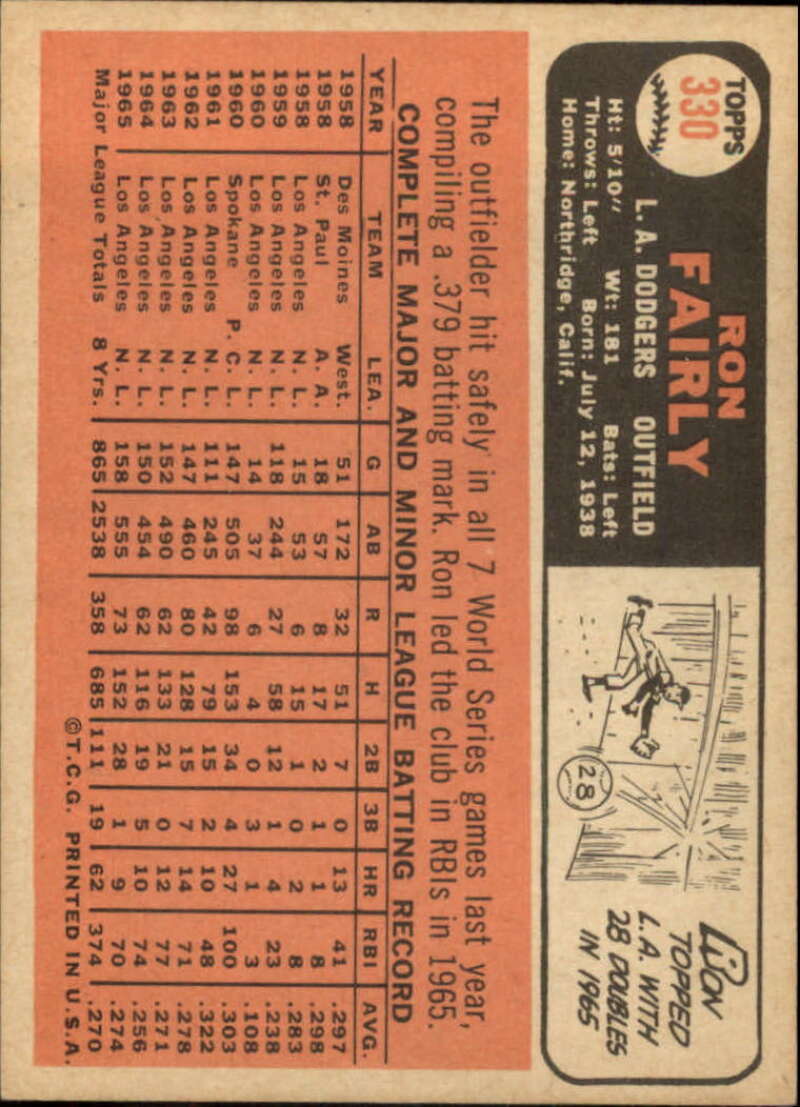 TOPPS
330
RON
FAIRLY
L. A. DODGERS OUTFIELD
Ht: 5/10" Wt: 181 Bats: Left
Throws: Left Born: July 12, 1938
Home: Northridge, Calif.
28
RON
TOPPED
L.A. WITH
28 DOUBLES
IN 1965
The outfielder hit safely in all 7 World Series games last year,
compiling a .379 batting mark. Ron led the club in RBIs in 1965.
COMPLETE MAJOR AND MINOR LEAGUE BATTING RECORD
YEAR TEAM LEA. G AB R H 2B 3B HR RBI AVG.
1958 Des Moines West. 51 172 32 51 7 0 13 41 .297
1958 St. Paul A. A. 18 57 8 17 2 1 1 8 .298
1958 Los Angeles N. L. 15 53 6 15 1 0 2 8 .283
1959 Los Angeles N. L. 118 244 27 58 12 1 4 23 .238
1960 Los Angeles N. L. 14 37 6 4 0 3 1 3 .108
1960 Spokane P. C. L. 147 505 98 153 34 4 27 100 .303
1961 Los Angeles N. L. 111 245 42 79 15 2 10 48 .322
1962 Los Angeles N. L. 147 460 80 128 15 7 14 71 .278
1963 Los Angeles N. L. 152 490 62 133 21 0 12 77 .271
1964 Los Angeles N. L. 150 454 62 116 19 5 10 74 .256
1965 Los Angeles N. L. 158 555 73 152 28 1 9 70 .274
Major League Totals 8 Yrs. 865 2538 358 685 111 19 62 374 .270
©T.C.G. PRINTED IN U.S.A.